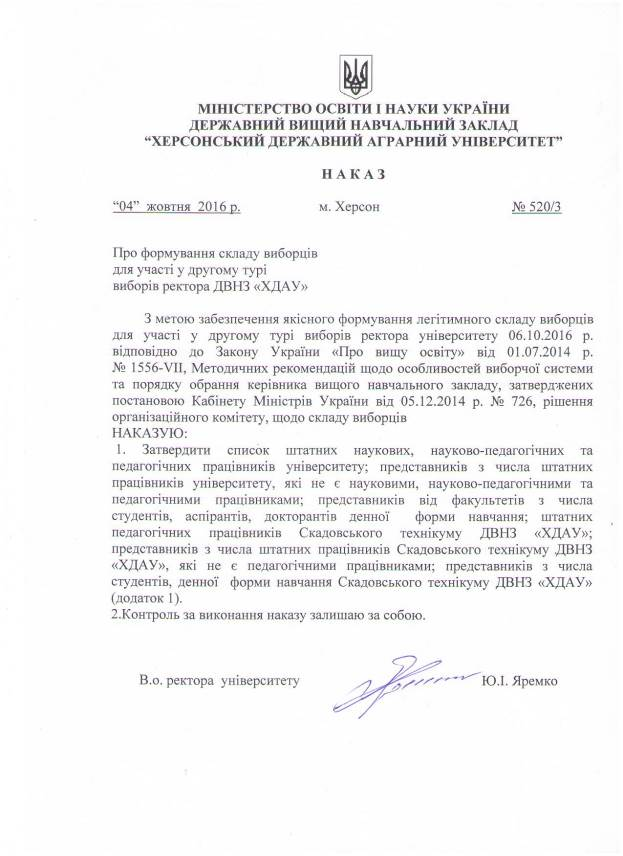 МІНІСТЕРСТВО ОСВІТИ І НАУКИ УКРАЇНИ
ДЕРЖАВНИЙ ВИЩИЙ НАВЧАЛЬНИЙ ЗАКЛАД
“ХЕРСОНСЬКИЙ ДЕРЖАВНИЙ АГРАРНИЙ УНІВЕРСИТЕТ”
Н А К А З
“04” жовтня 2016 р. м. Херсон № 520/3
Про формування складу виборців
для участі у другому турі
виборів ректора ДВНЗ «ХДАУ»
З метою забезпечення якісного формування легітимного складу виборців
для участі у другому турі виборів ректора університету 06.10.2016 р.
відповідно до Закону України «Про вищу освіту» від 01.07.2014 р.
№ 1556-VII, Методичних рекомендацій щодо особливостей виборчої системи
та порядку обрання керівника вищого навчального закладу, затверджених
постановою Кабінету Міністрів України від 05.12.2014 р. № 726, рішення
організаційного комітету, щодо складу виборців
НАКАЗУЮ:
1. Затвердити список штатних наукових, науково-педагогічних та
педагогічних працівників університету; представників з числа штатних
працівників університету, які не є науковими, науково-педагогічними та
педагогічними працівниками; представників від факультетів з числа
студентів, аспірантів, докторантів денної форми навчання; штатних
педагогічних працівників Скадовського технікуму ДВНЗ «ХДАУ»;
представників з числа штатних працівників Скадовського технікуму ДВНЗ
«ХДАУ», які не є педагогічними працівниками; представників з числа
студентів, денної форми навчання Скадовського технікуму ДВНЗ «ХДАУ»
(додаток 1).
2.Контроль за виконання наказу залишаю за собою.
В.о. ректора університету Ю.І. Яремко